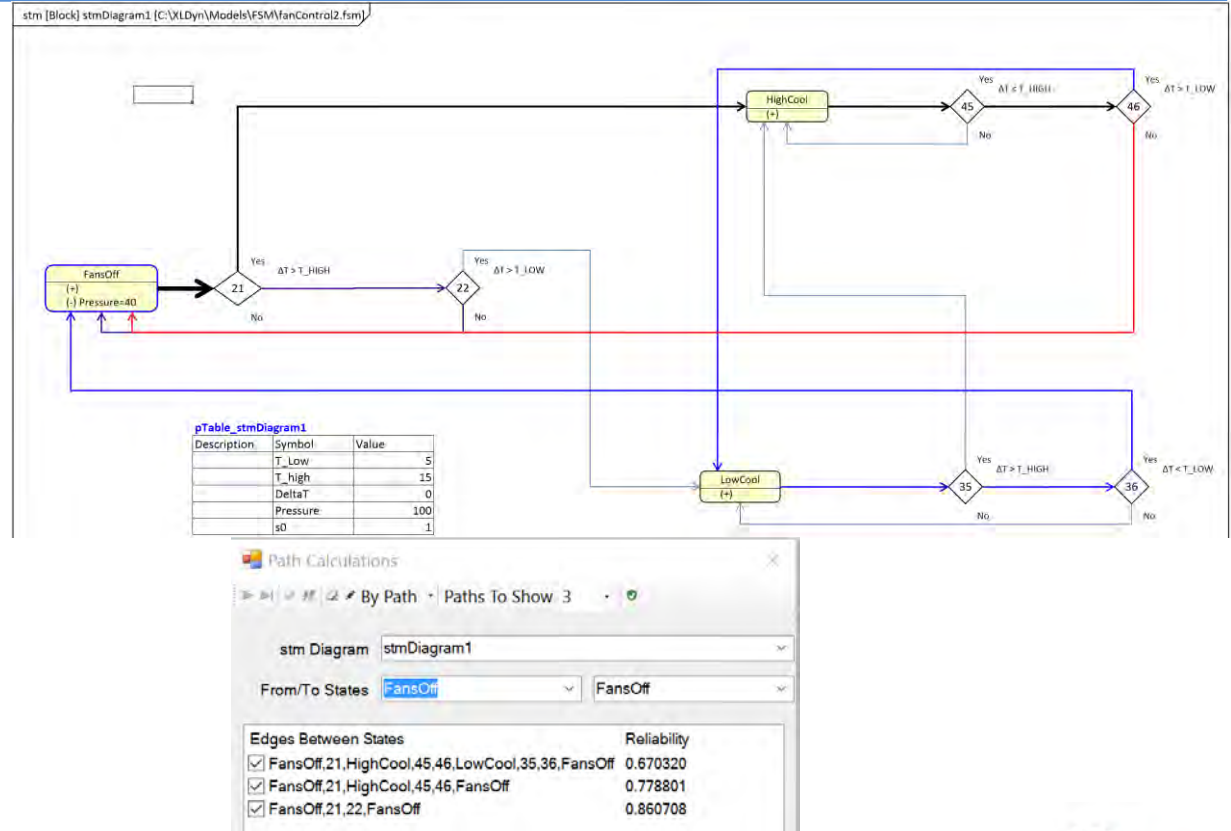 stm [Block] stmDiagram1 [C:\XLDyn\Models\FSM\fanControl2.fsm]
HighCool
(+)
45
Yes
ΔT < T_HIGH
No
46
Yes
ΔT > T_LOW
No
FansOff
(+)
(-) Pressure=40
21
Yes
ΔT > T_HIGH
No
22
Yes
ΔT > T_LOW
No
LowCool
(+)
35
Yes
ΔT > T_HIGH
No
36
Yes
ΔT < T_LOW
No
pTable_stmDiagram1
Description Symbol Value
T_Low 5
T_high 15
DeltaT 0
Pressure 100
s0 1
Path Calculations
By Path Paths To Show 3
stm Diagram stmDiagram1
From/To States FansOff FansOff
Edges Between States Reliability
FansOff,21,HighCool,45,46,LowCool,35,36,FansOff 0.670320
FansOff,21,HighCool,45,46,FansOff 0.778801
FansOff,21,22,FansOff 0.860708